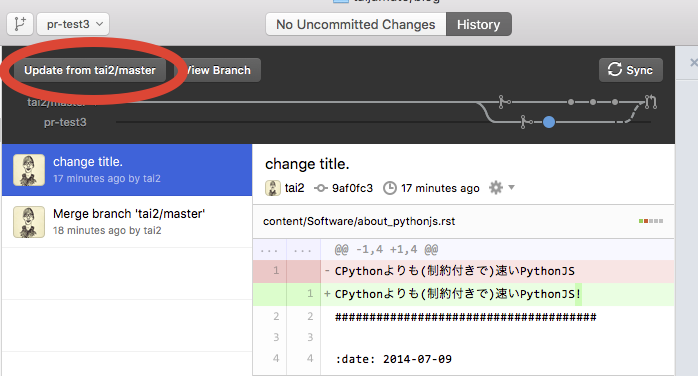 taijamate/blog
pr-test3
No Uncommitted Changes
History
Update from tai2/master
View Branch
Sync
tai2/master
pr-test3
change title.
17 minutes ago by tai2
Merge branch 'tai2/master'
18 minutes ago by tai2
change title.
tai2 9af0fc3 17 minutes ago
content/Software/about_pythonjs.rst
... ... @@ -1,4 +1,4 @@
1 - CPythonよりも(制約付きで)速いPythonJS
1 + CPythonよりも(制約付きで)速いPythonJS!
2 2 ######################################
3 3
4 4 :date: 2014-07-09